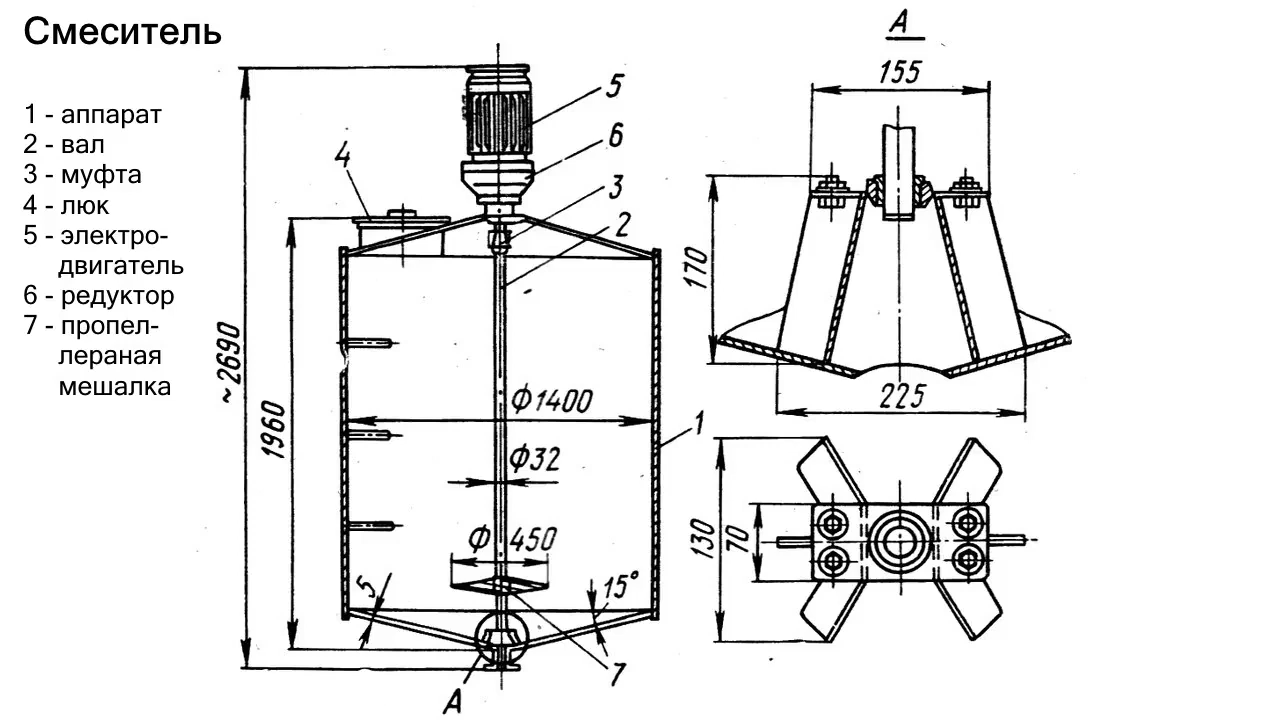 Смеситель
1 - аппарат
2 - вал
3 - муфта
4 - люк
5 - электро-
двигатель
6 - редуктор
7 - пропел-
лераная
мешалка
5
6
4
3
2
~2690
1960
Ф1400
1
Ф32
Ф 450
5
15°
7
А
А
155
170
225
130
70